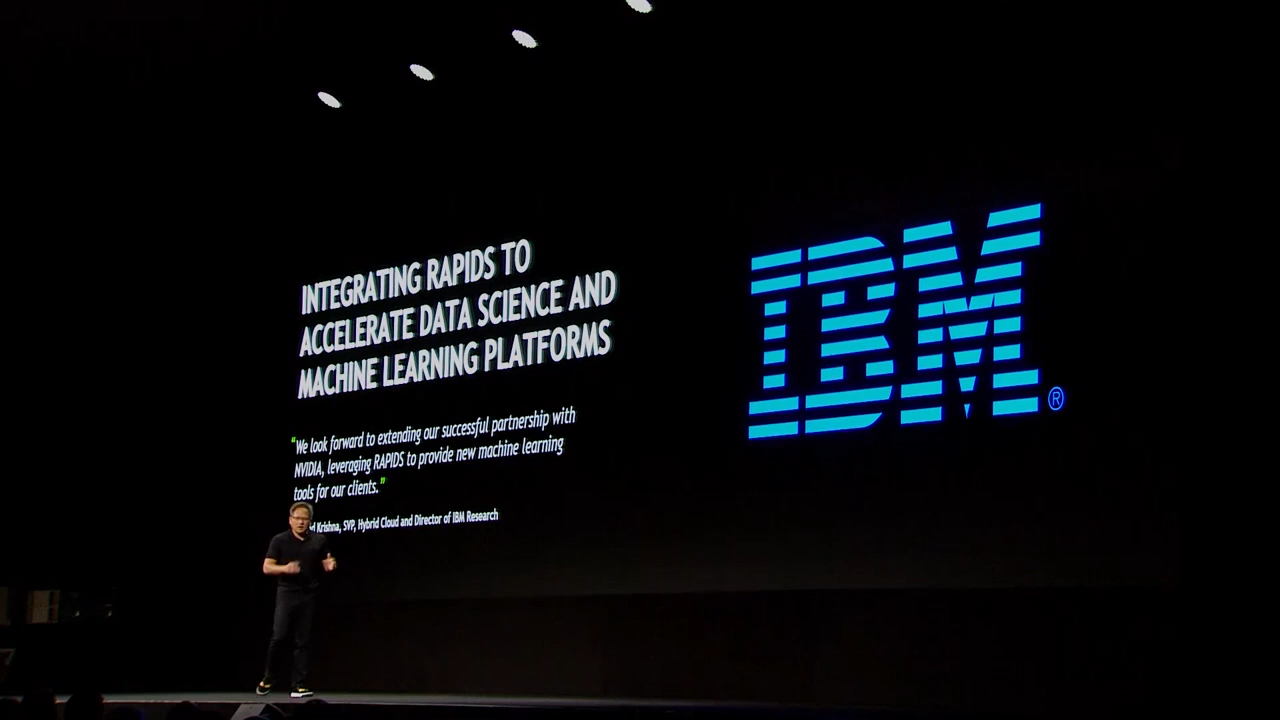 INTEGRATING RAPIDS TO
ACCELERATE DATA SCIENCE AND
MACHINE LEARNING PLATFORMS
"We look forward to extending our successful partnership with
NVIDIA, leveraging RAPIDS to provide new machine learning
tools for our clients."
Krishna, SVP, Hybrid Cloud and Director of IBM Research
IBM®